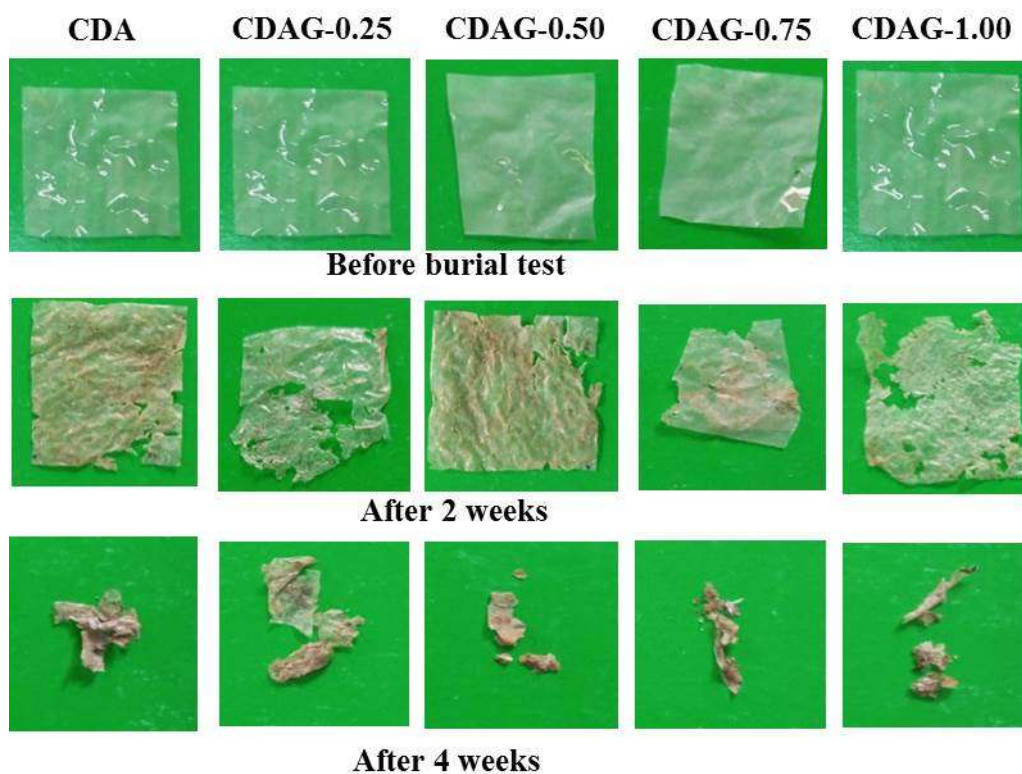 CDA CDAG-0.25 CDAG-0.50 CDAG-0.75 CDAG-1.00
Before burial test
After 2 weeks
After 4 weeks